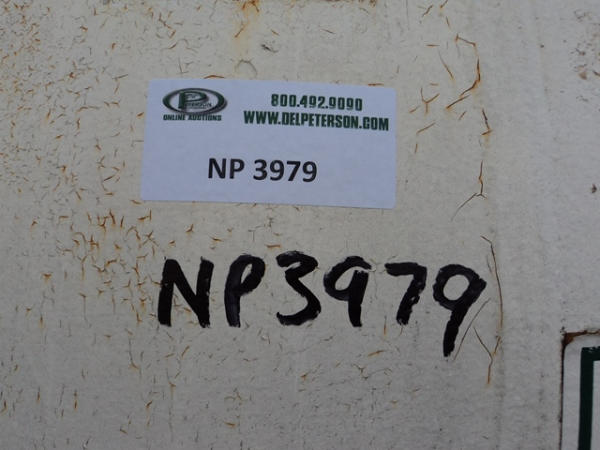 PETERSON
ONLINE AUCTIONS
800.492.9090
WWW.DELPETERSON.COM
NP 3979
NP3979